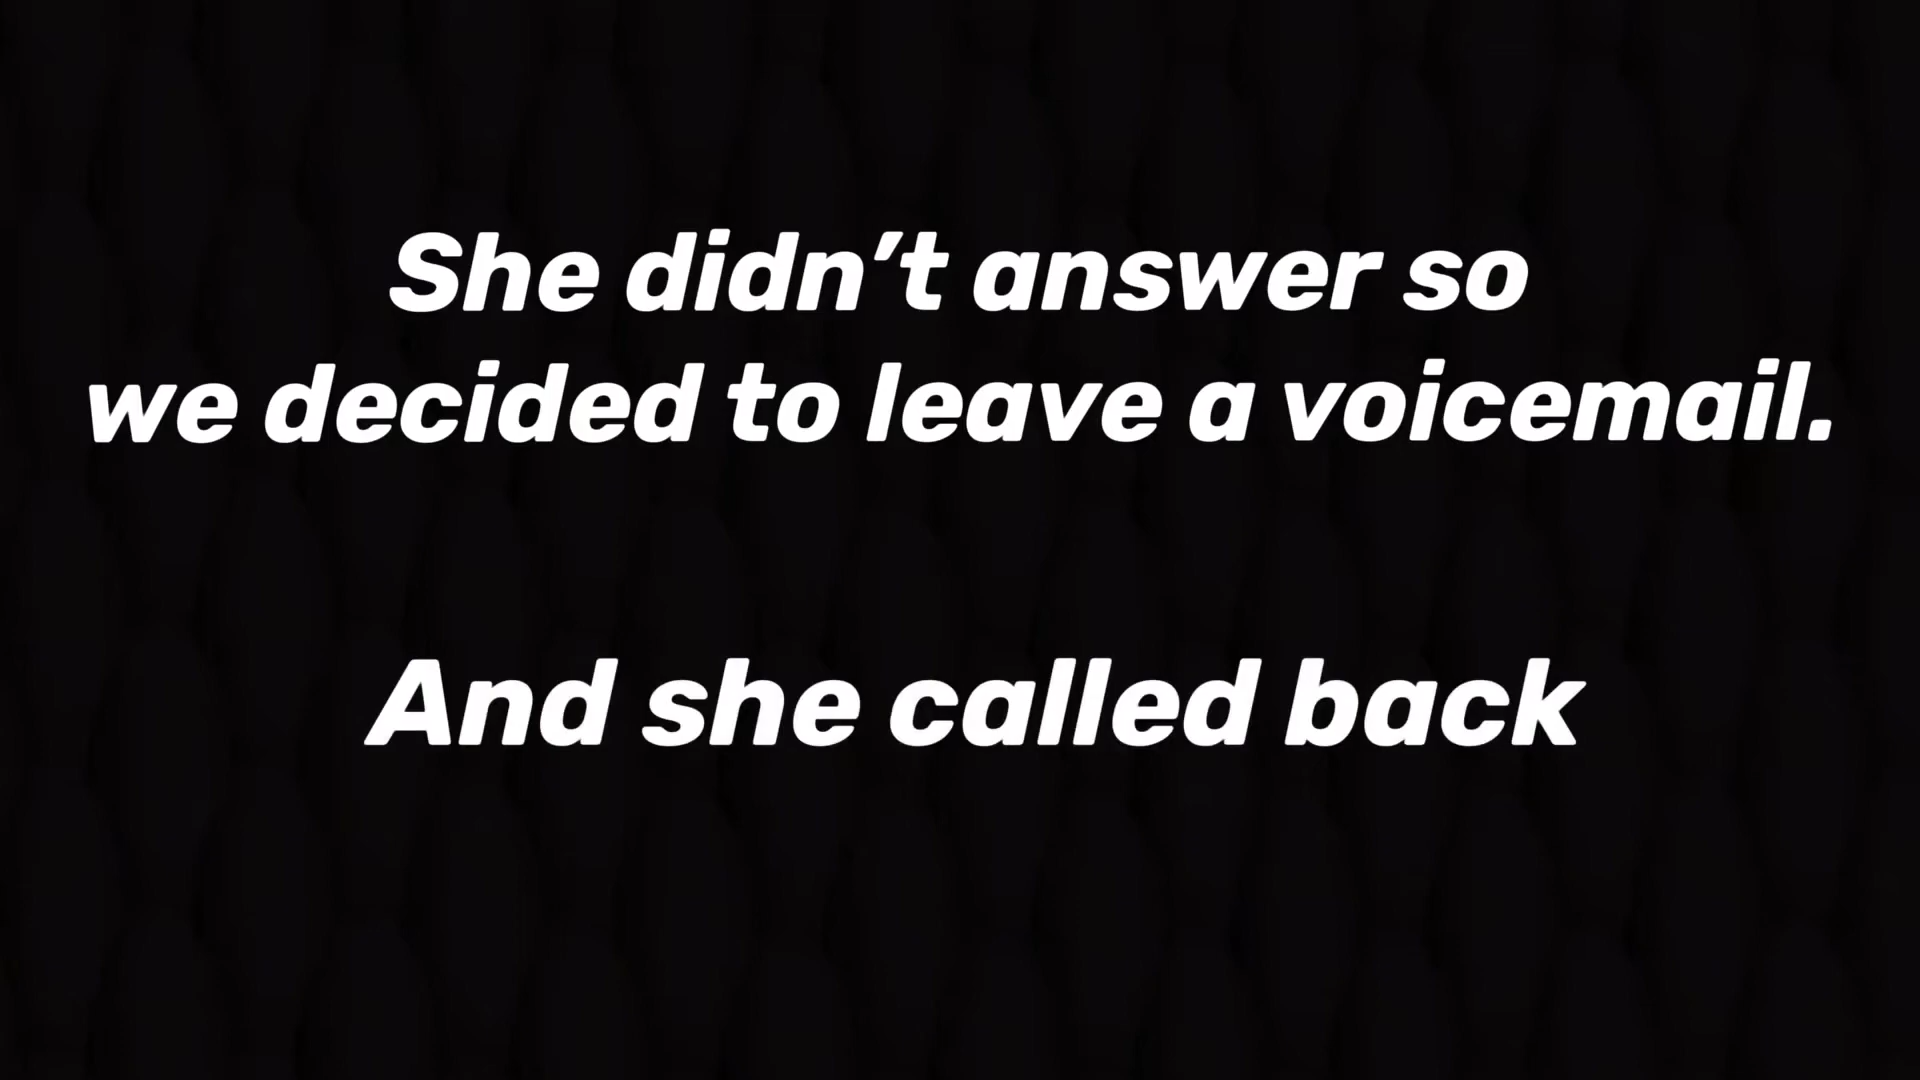 She didn’t answer so
we decided to leave a voicemail.
And she called back